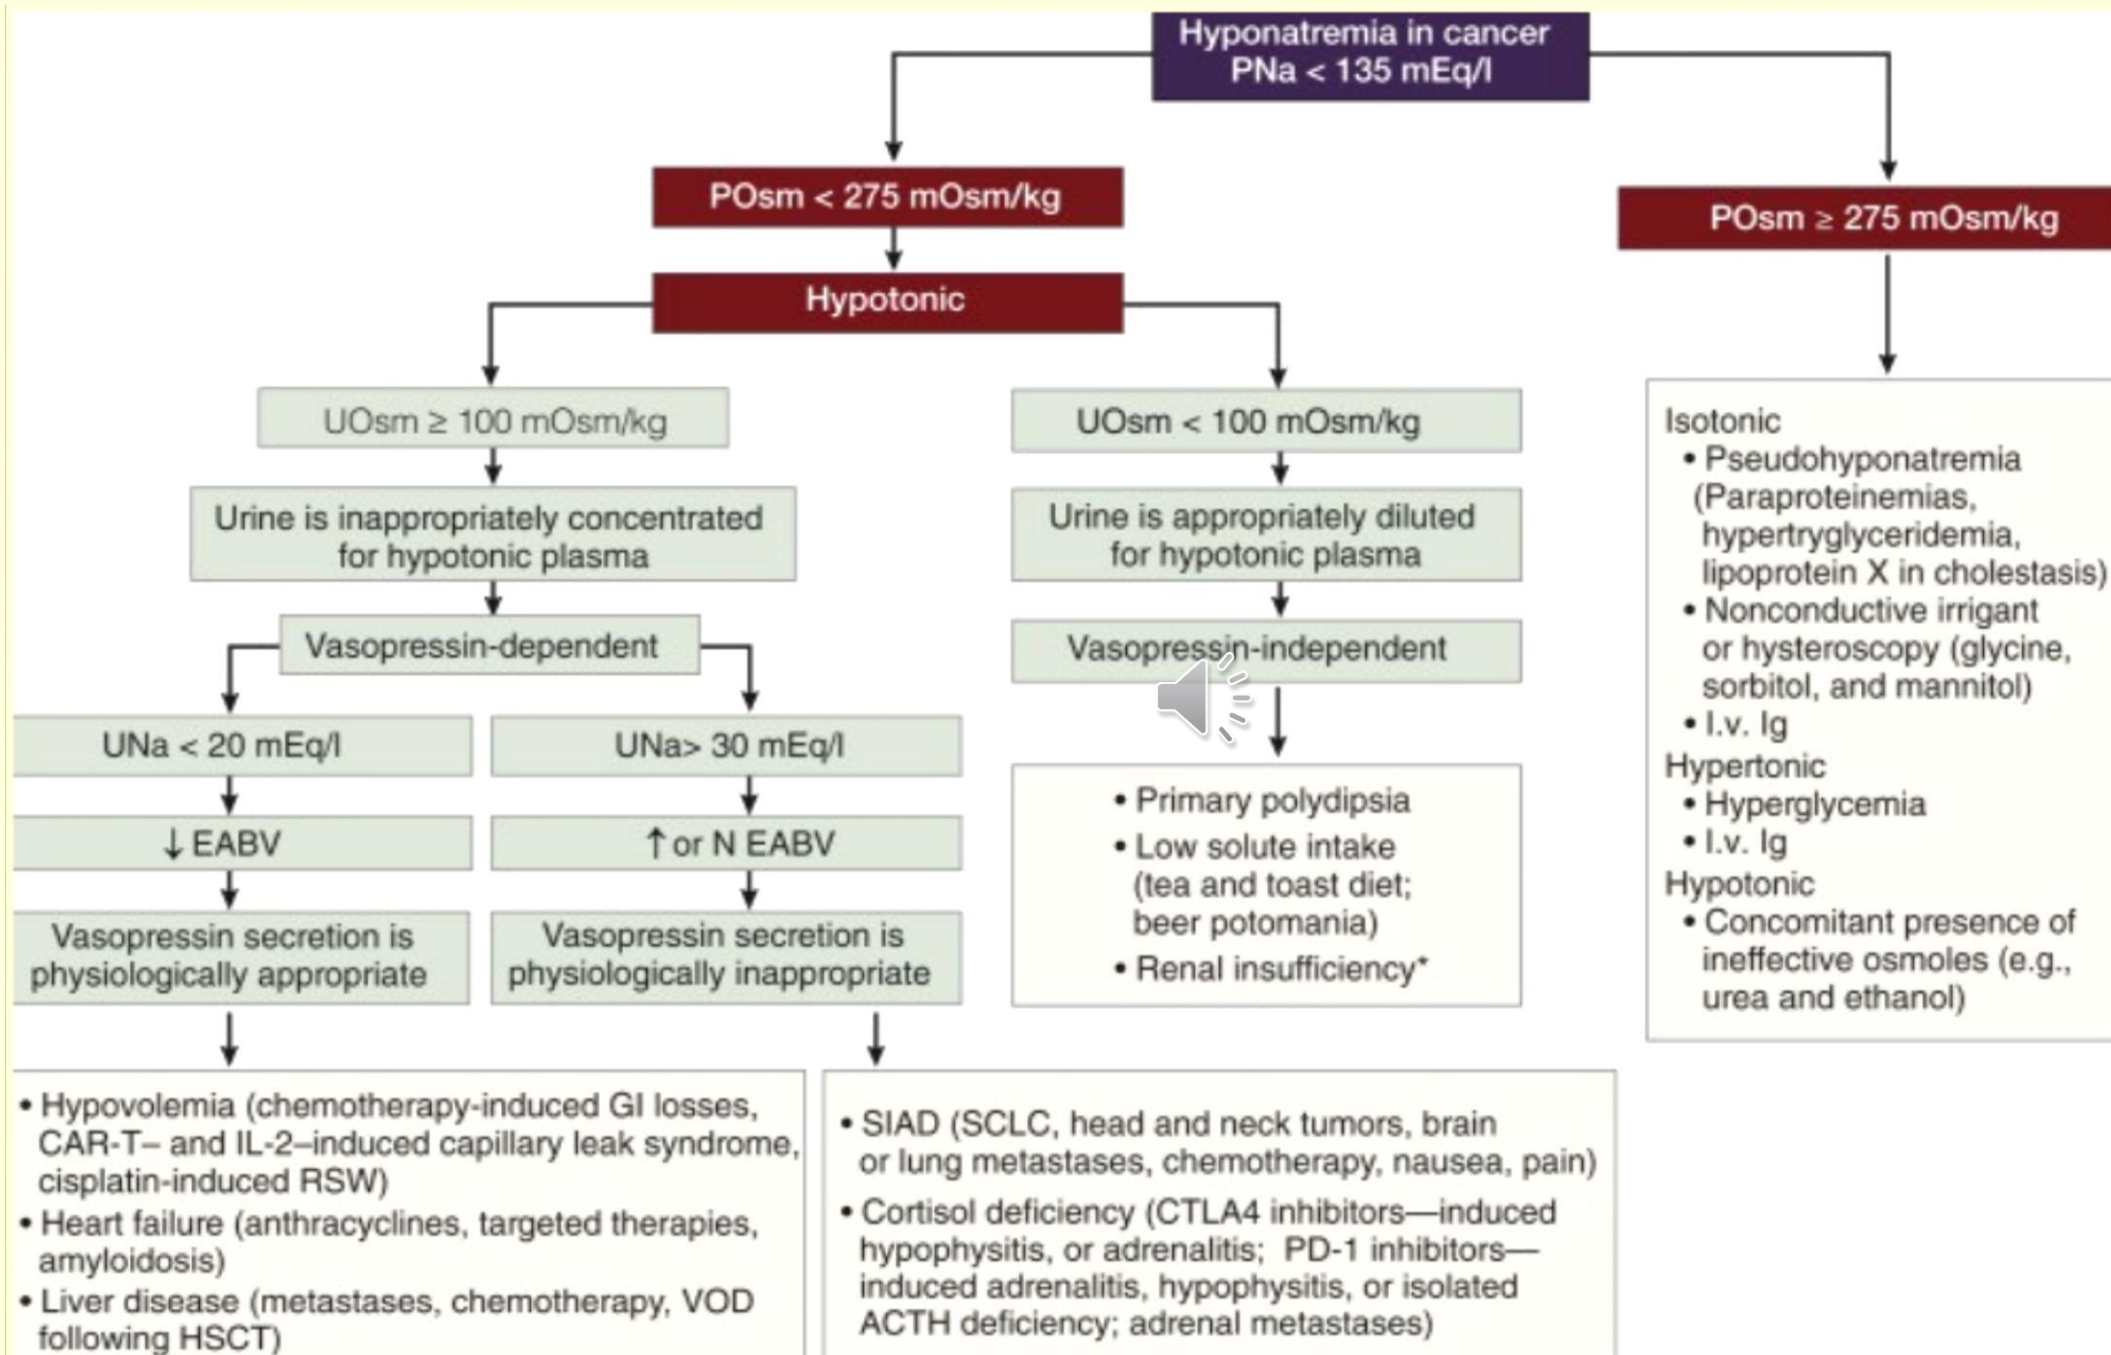 Hyponatremia in cancer
PNa < 135 mEq/l
POsm < 275 mOsm/kg
Hypotonic
UOsm ≥ 100 mOsm/kg
Urine is inappropriately concentrated
for hypotonic plasma
Vasopressin-dependent
UNa < 20 mEq/l
↓ EABV
Vasopressin secretion is
physiologically appropriate
• Hypovolemia (chemotherapy-induced GI losses,
CAR-T– and IL-2–induced capillary leak syndrome,
cisplatin-induced RSW)
• Heart failure (anthracyclines, targeted therapies,
amyloidosis)
• Liver disease (metastases, chemotherapy, VOD
following HSCT)
UNa> 30 mEq/l
↑ or N EABV
Vasopressin secretion is
physiologically inappropriate
• SIAD (SCLC, head and neck tumors, brain
or lung metastases, chemotherapy, nausea, pain)
• Cortisol deficiency (CTLA4 inhibitors—induced
hypophysitis, or adrenalitis; PD-1 inhibitors—
induced adrenalitis, hypophysitis, or isolated
ACTH deficiency; adrenal metastases)
UOsm < 100 mOsm/kg
Urine is appropriately diluted
for hypotonic plasma
Vasopressin-independent
• Primary polydipsia
• Low solute intake
(tea and toast diet;
beer potomania)
• Renal insufficiency*
POsm ≥ 275 mOsm/kg
Isotonic
• Pseudohyponatremia
(Paraproteinemias,
hypertryglyceridemia,
lipoprotein X in cholestasis)
• Nonconductive irrigant
or hysteroscopy (glycine,
sorbitol, and mannitol)
• I.v. Ig
Hypertonic
• Hyperglycemia
• I.v. Ig
Hypotonic
• Concomitant presence of
ineffective osmoles (e.g.,
urea and ethanol)